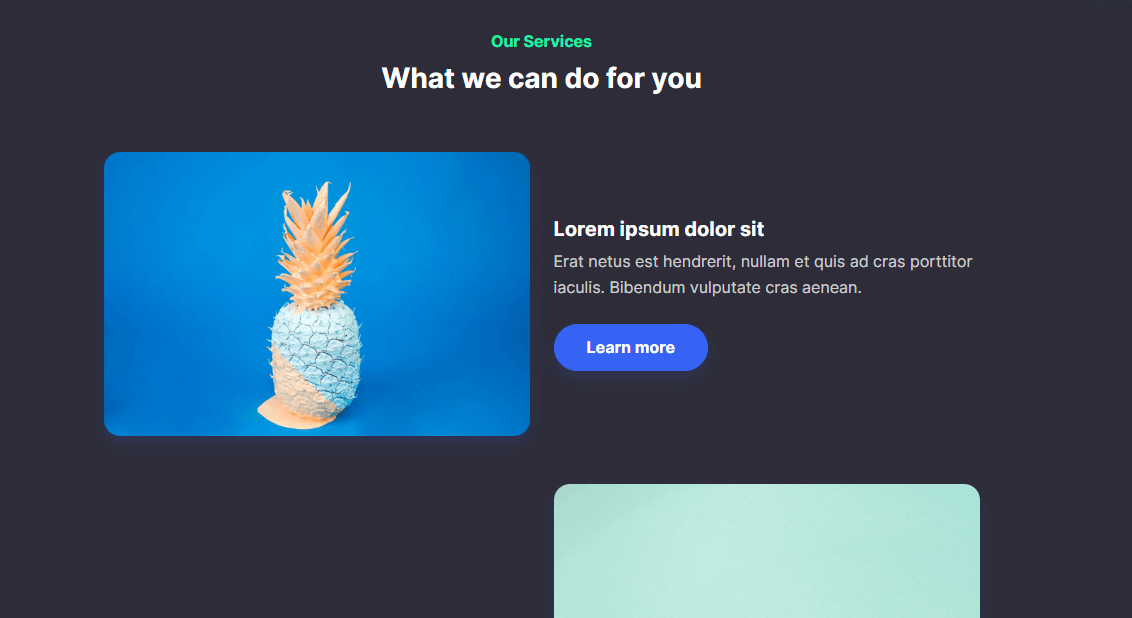 Our Services
What we can do for you
Lorem ipsum dolor sit
Erat netus est hendrerit, nullam et quis ad cras porttitor
iaculis. Bibendum vulputate cras aenean.
Learn more